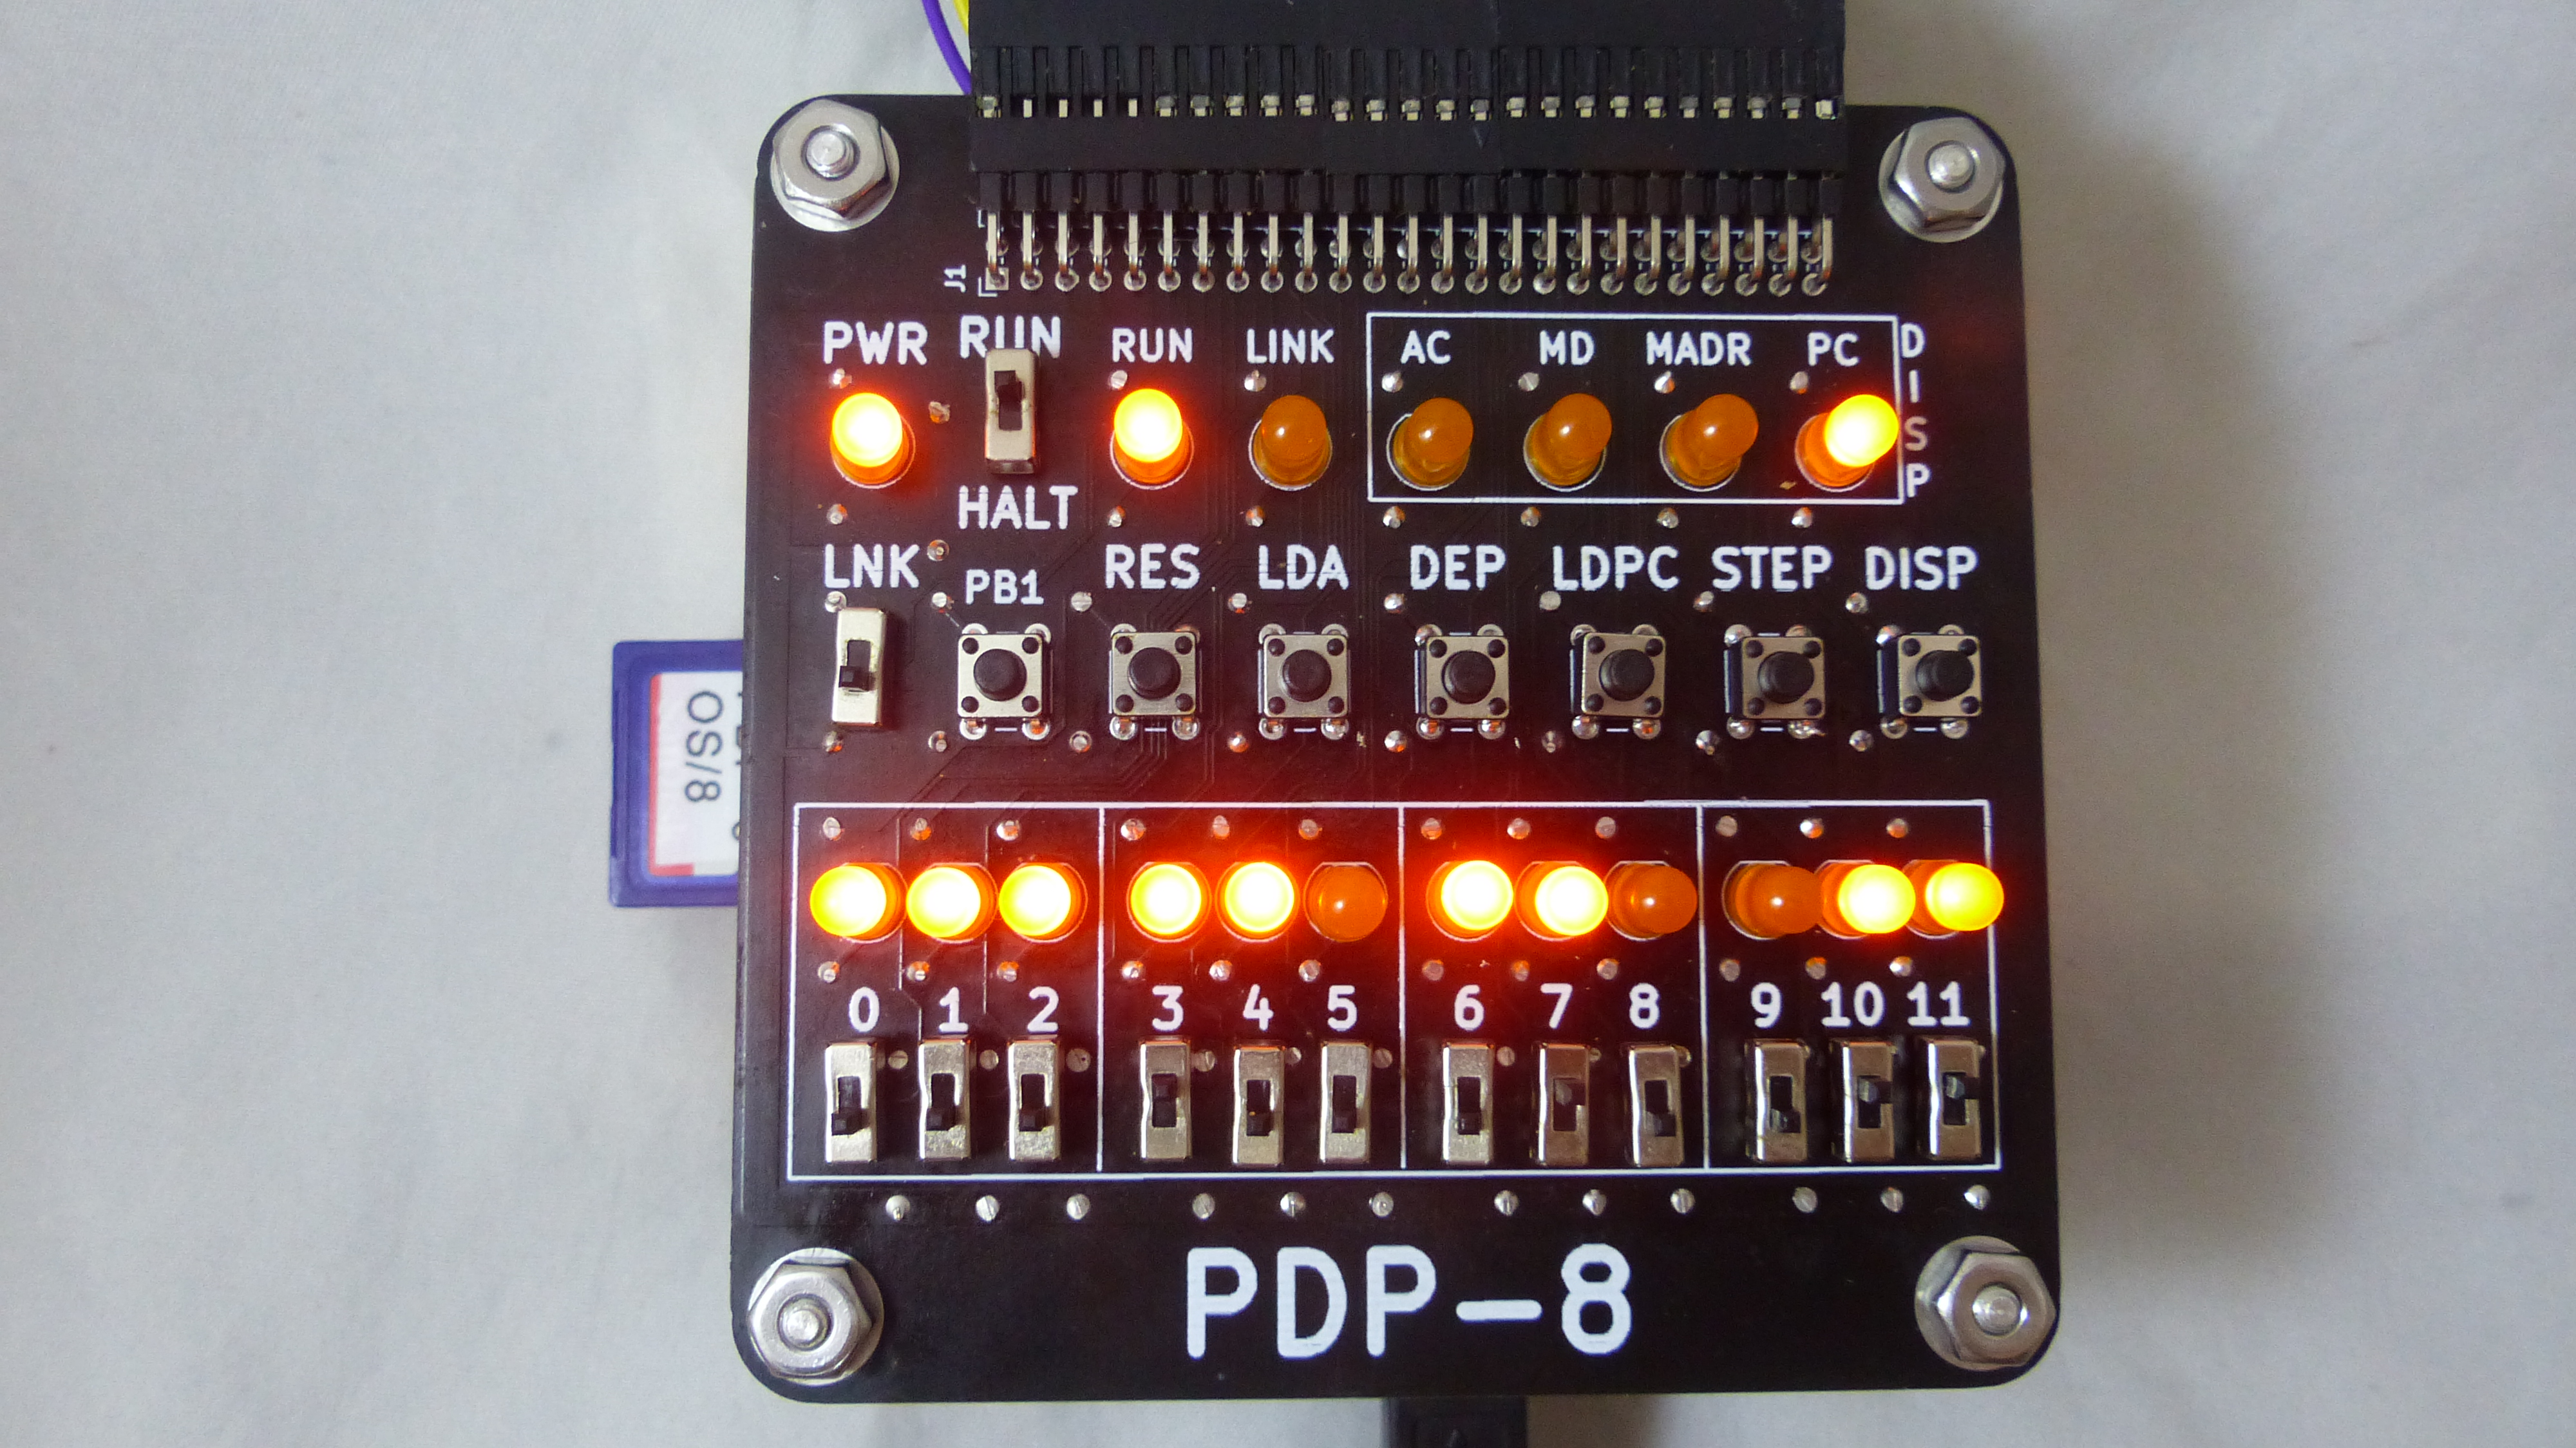 J1
PWR RUN RUN LINK AC MD MADR PC DISP
HALT
LNK PB1 RES LDA DEP LDPC STEP DISP
OS/8
0 1 2 3 4 5 6 7 8 9 10 11
PDP-8